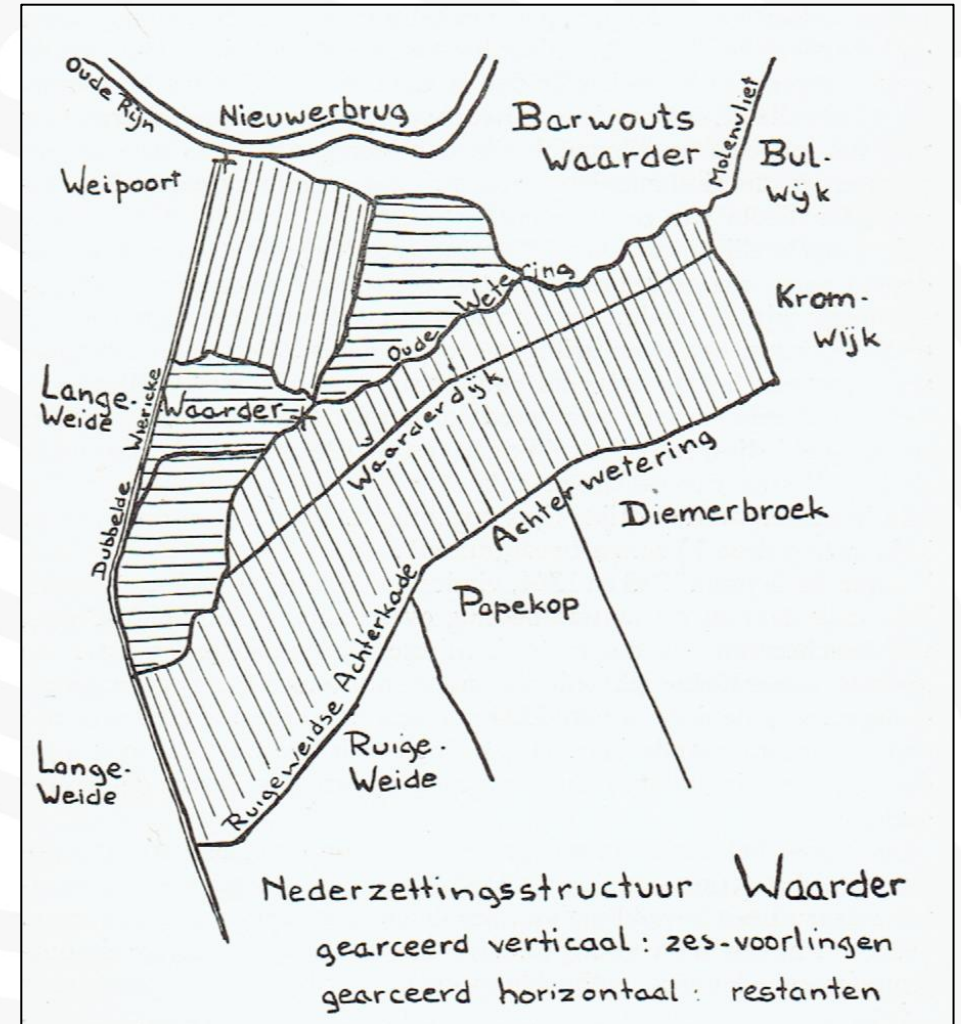 Oude Rijn
Nieuwerbrug
Barwouts
Waarder
Molenvliet
Bul-
Wijk
Weipoort
Krom-
Wijk
Oude Wetering
Lange-
Weide
Waarder
Dubbelde Wiericke
Waarderdijk
Achterwetering
Diemerbroek
Papekop
Ruigeweidse Achterkade
Ruige-
Weide
Lange-
Weide
Nederzettingsstructuur Waarder
gearceerd verticaal : zes-voorlingen
gearceerd horizontaal : restanten